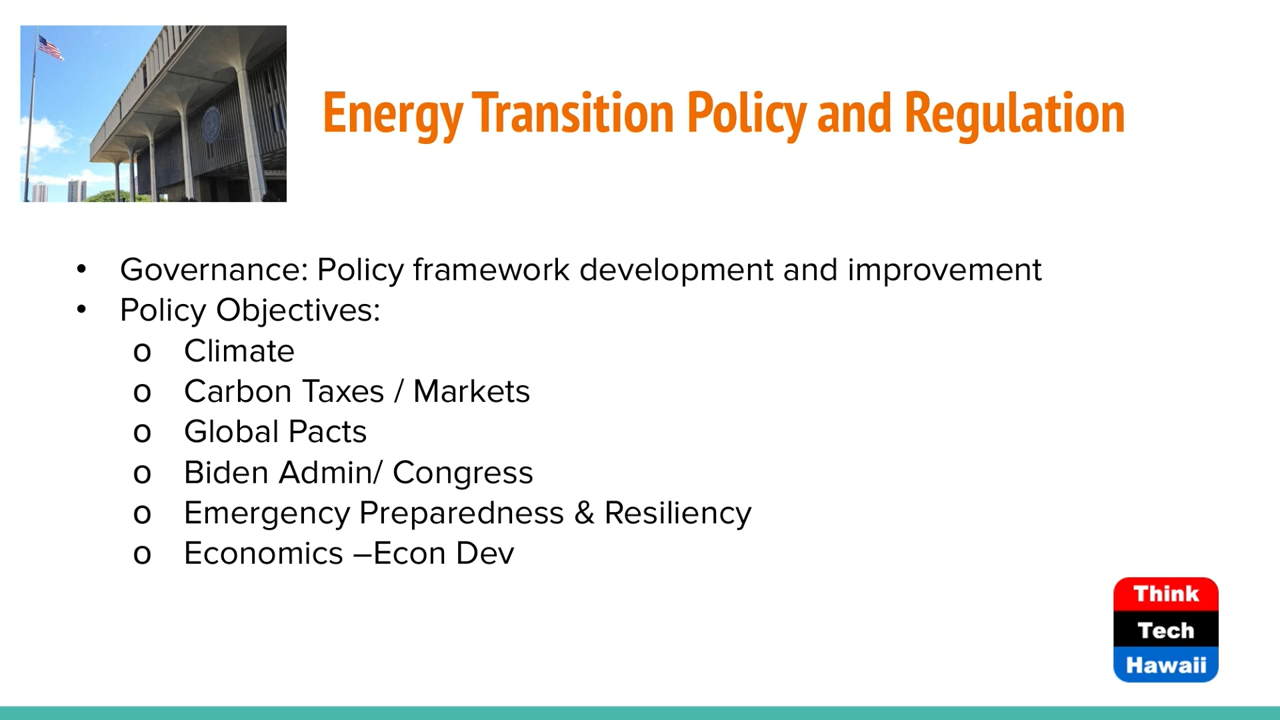 Energy Transition Policy and Regulation
• Governance: Policy framework development and improvement
• Policy Objectives:
o Climate
o Carbon Taxes / Markets
o Global Pacts
o Biden Admin/ Congress
o Emergency Preparedness & Resiliency
o Economics –Econ Dev
Think
Tech
Hawaii